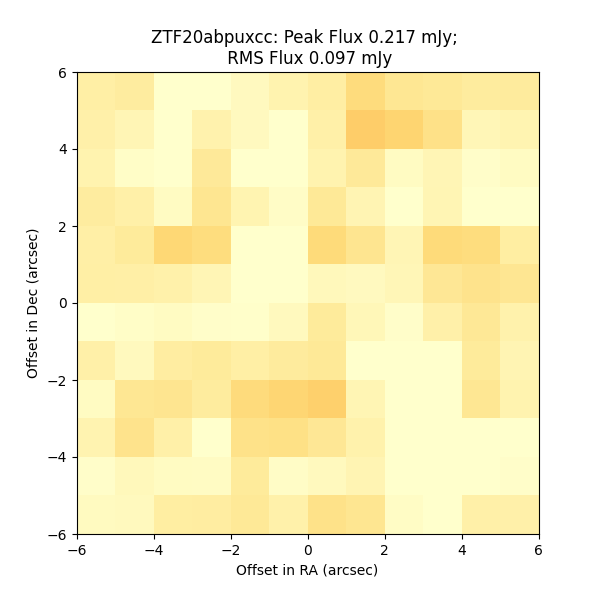 ZTF20abpuxcc: Peak Flux 0.217 mJy;
RMS Flux 0.097 mJy
6
4
2
0
−2
−4
−6
Offset in Dec (arcsec)
−6 −4 −2 0 2 4 6
Offset in RA (arcsec)